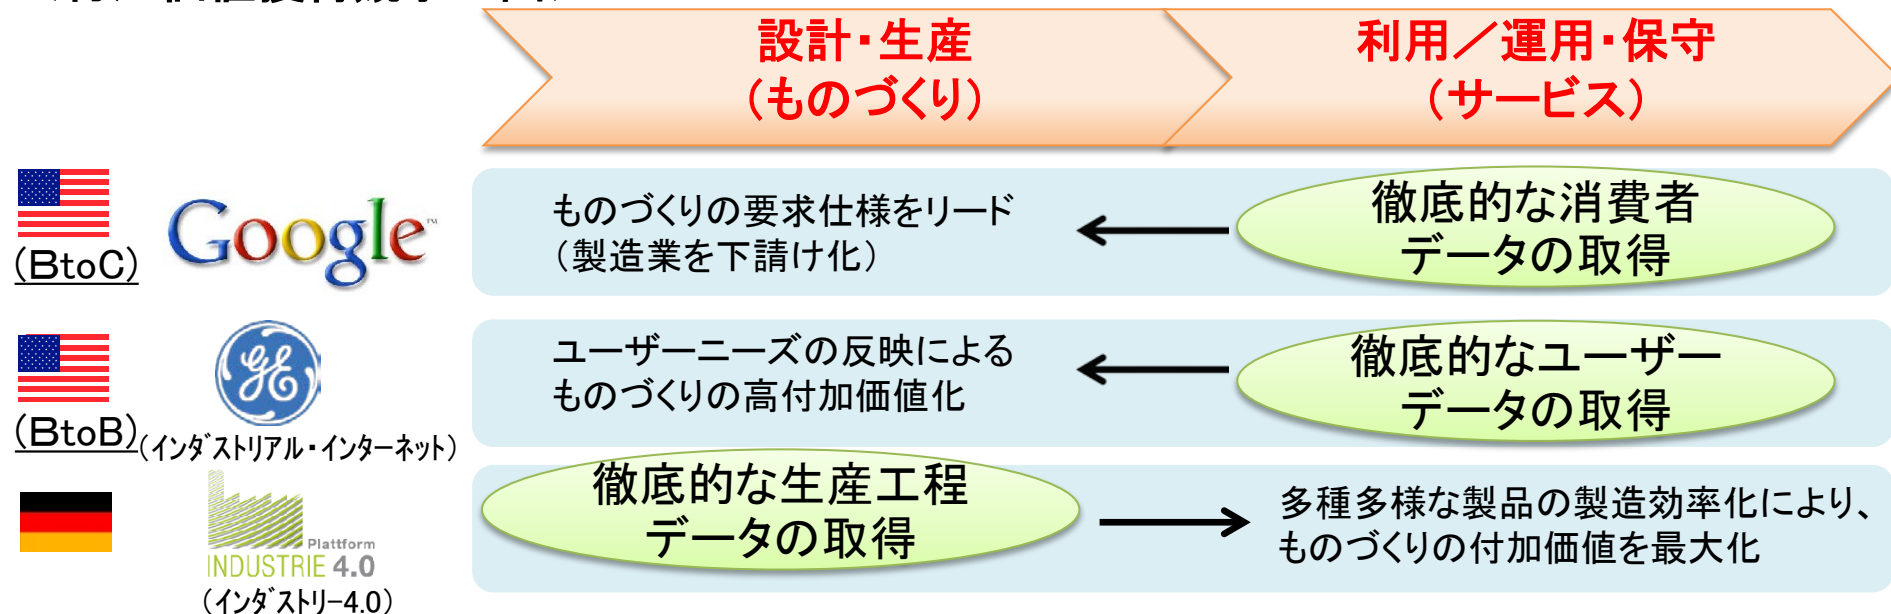 設計・生産
(ものづくり)
利用／運用・保守
(サービス)
(BtoC)
Google™
ものづくりの要求仕様をリード
(製造業を下請け化)
徹底的な消費者
データの取得
(BtoB)
GE
(インダストリアル・インターネット)
ユーザーニーズの反映による
ものづくりの高付加価値化
徹底的なユーザー
データの取得
Plattform
INDUSTRIE 4.0
(インダストリー4.0)
徹底的な生産工程
データの取得
多種多様な製品の製造効率化により、
ものづくりの付加価値を最大化